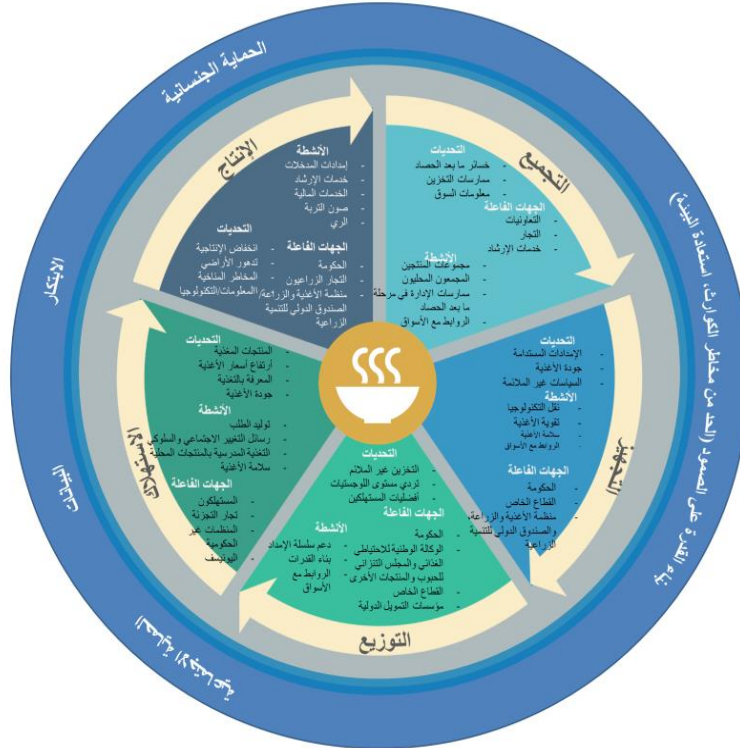 الحماية الجنسانية
الابتكار
البيانات
الحماية الاجتماعية
بناء القدرة على الصمود (الحد من مخاطر الكوارث، استعادة البيئة)
الإنتاج
الأنشطة
- إمدادات المدخلات
- خدمات الإرشاد
- الخدمات المالية
- صون التربة
- الري
الجهات الفاعلة
- الحكومة
- التجار الزراعيون
- منظمة الأغذية والزراعة/
الصندوق الدولي للتنمية
الزراعية
التحديات
- انخفاض الإنتاجية
- تدهور الأراضي
- المخاطر المناخية
- المعلومات/التكنولوجيا
التجميع
التحديات
- خسائر ما بعد الحصاد
- ممارسات التخزين
- معلومات السوق
الجهات الفاعلة
- التعاونيات
- التجار
- خدمات الإرشاد
الأنشطة
- مجموعات المنتجين
- المجمعون المحليون
- ممارسات الإدارة في مرحلة
ما بعد الحصاد
- الروابط مع الأسواق
التجهيز
التحديات
- الإمدادات المستدامة
- جودة الأغذية
- السياسات غير الملائمة
الأنشطة
- نقل التكنولوجيا
- تقوية الأغذية
- سلامة الأغذية
- الروابط مع الأسواق
الجهات الفاعلة
- الحكومة
- القطاع الخاص
- منظمة الأغذية والزراعة،
والصندوق الدولي للتنمية
الزراعية
التوزيع
التحديات
- التخزين غير الملائم
- تردي مستوى اللوجستيات
- أفضليات المستهلكين
الجهات الفاعلة
- الحكومة
- الوكالة الوطنية للاحتياطي
الغذائي والمجلس التنزاني
للحبوب والمنتجات الأخرى
- القطاع الخاص
- مؤسسات التمويل الدولية
الأنشطة
- دعم سلسلة الإمداد
- بناء القدرات
- الروابط مع
الأسواق
الاستهلاك
التحديات
- المنتجات المغذية
- أرتفاع أسعار الأغذية
- المعرفة بالتغذية
- جودة الأغذية
الأنشطة
- توليد الطلب
- رسائل التغيير الاجتماعي والسلوكي
- التغذية المدرسية بالمنتجات المحلية
- سلامة الأغذية
الجهات الفاعلة
- المستهلكون
- تجار التجزئة
- المنظمات غير
الحكومية
- اليونيسف